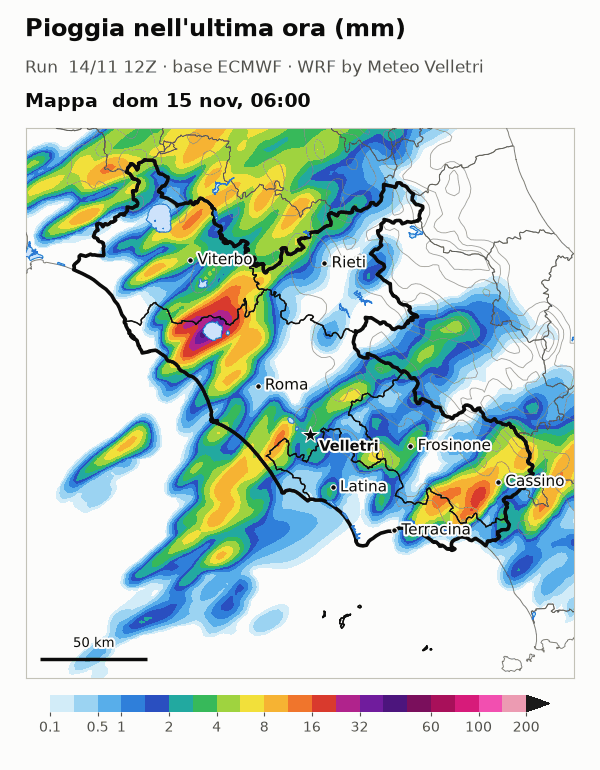 Pioggia nell'ultima ora (mm)
Run  14/11 12Z · base ECMWF · WRF by Meteo Velletri
Mappa  dom 15 nov, 06:00
Viterbo
Rieti
Roma
Velletri
Frosinone
Latina
Cassino
Terracina
50 km
0.1 0.5 1 2 4 8 16 32 60 100 200